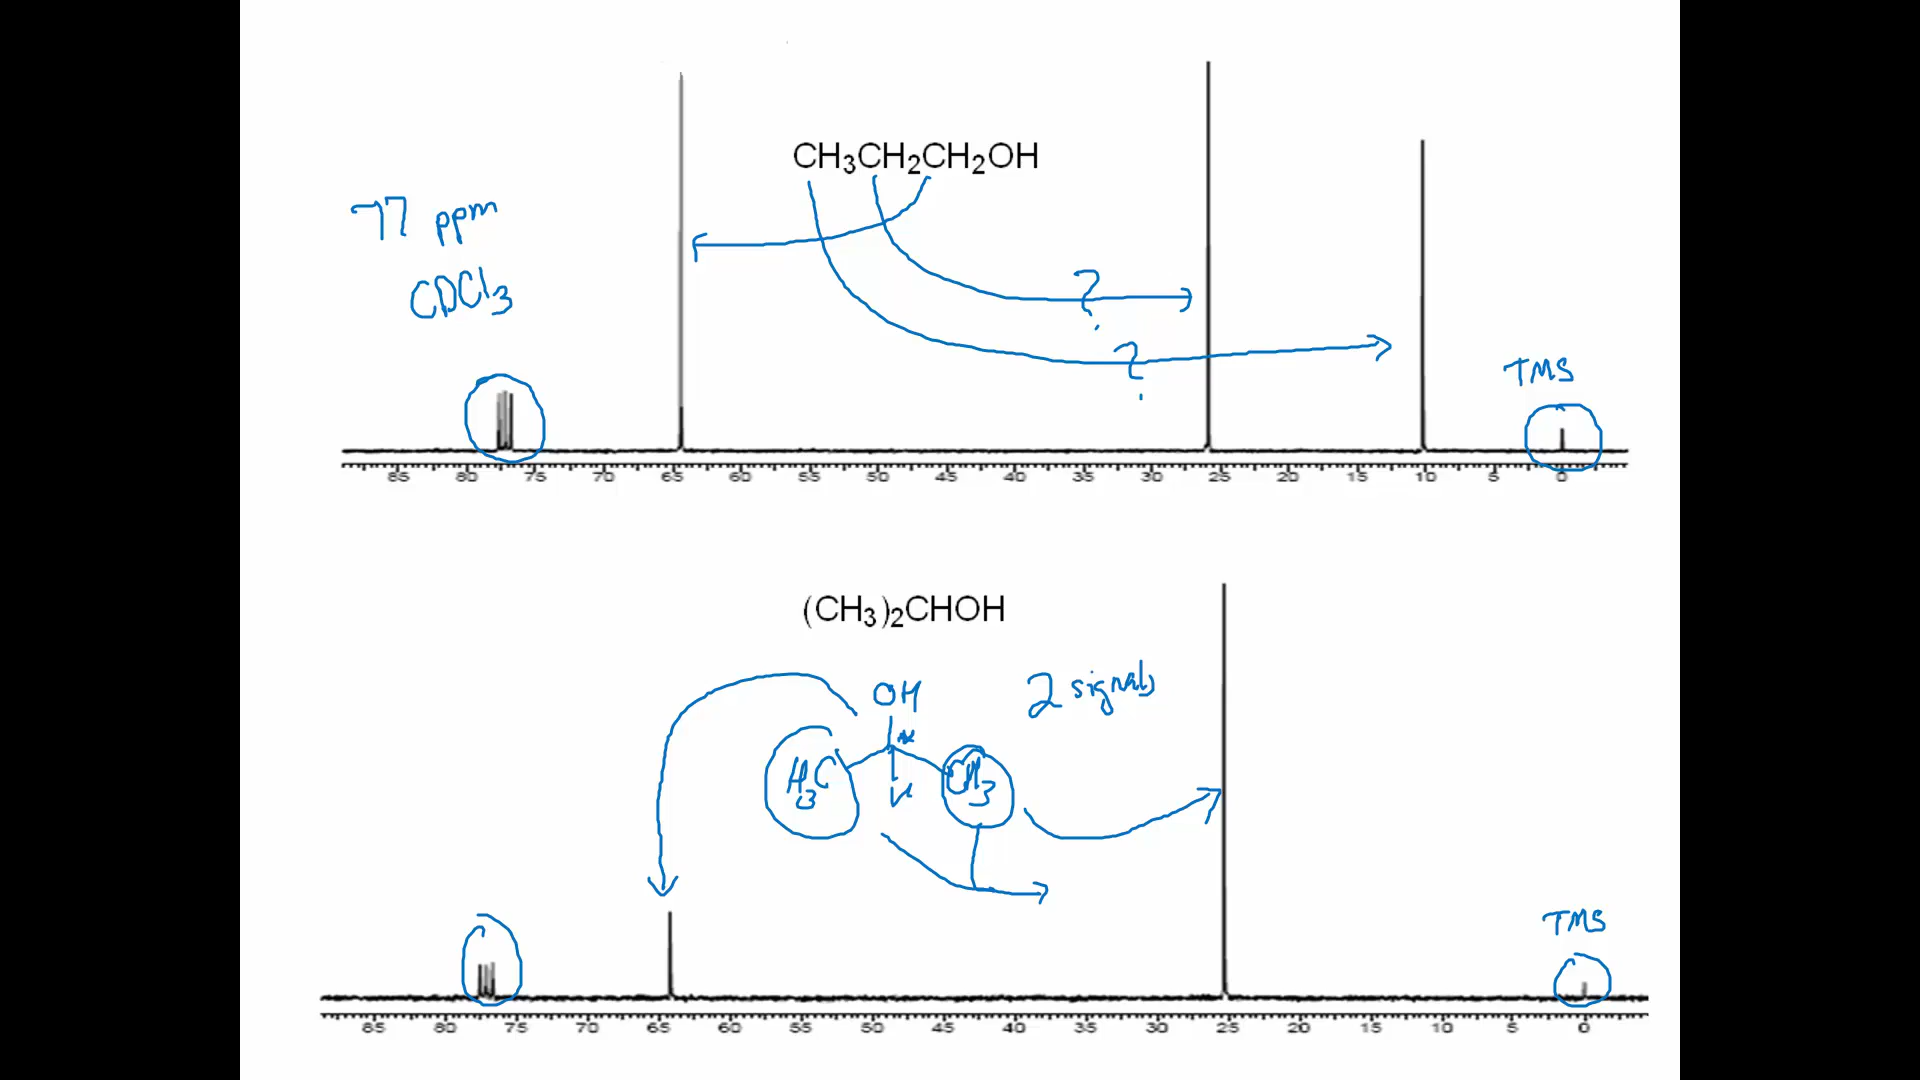 CH3CH2CH2OH
77 ppm
CDCl3
?
?
TMS
85 80 75 70 65 60 55 50 45 40 35 30 25 20 15 10 5 0
(CH3)2CHOH
OH
2 signals
H3C
CH3
TMS
85 80 75 70 65 60 55 50 45 40 35 30 25 20 15 10 5 0